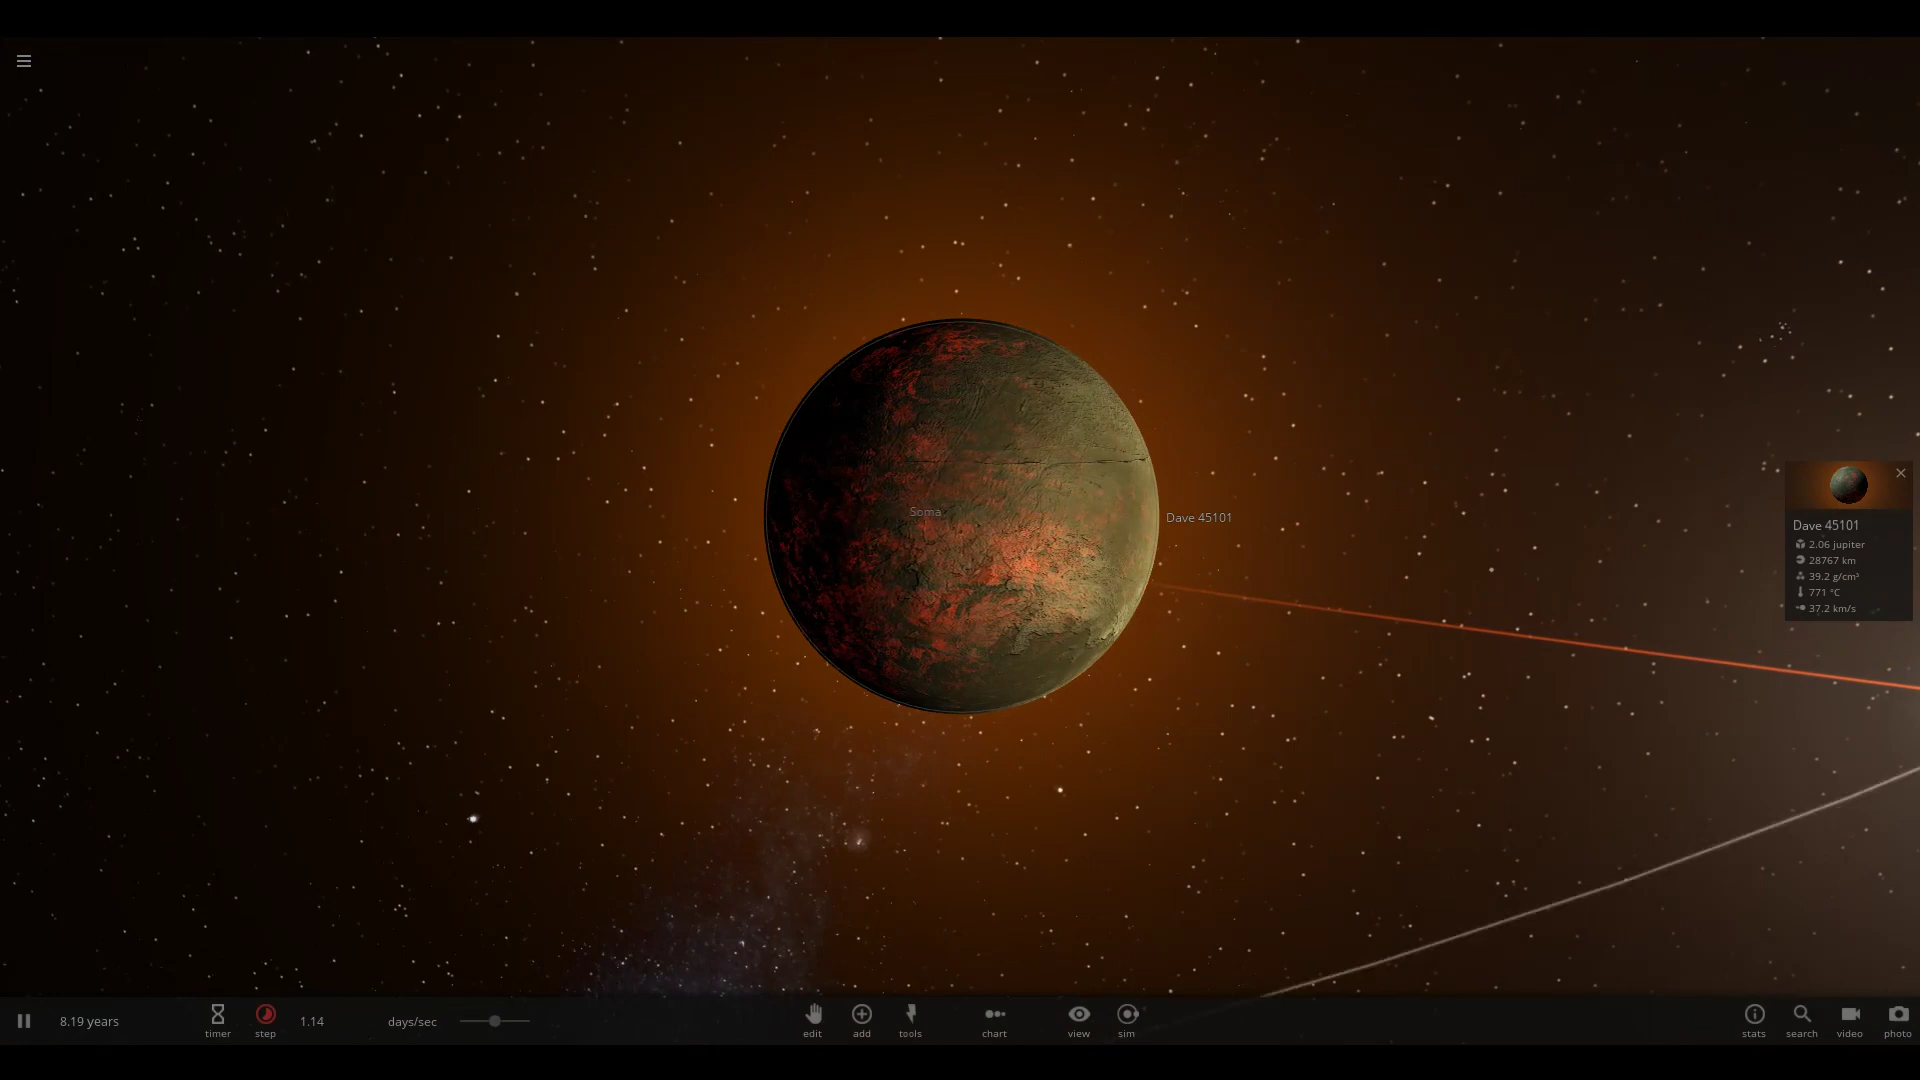 Soma
Dave 45101
Dave 45101
2.06 jupiter
28767 km
39.2 g/cm³
771 °C
37.2 km/s
8.19 years
timer
step
1.14
days/sec
edit
add
tools
chart
view
sim
stats
search
video
photo